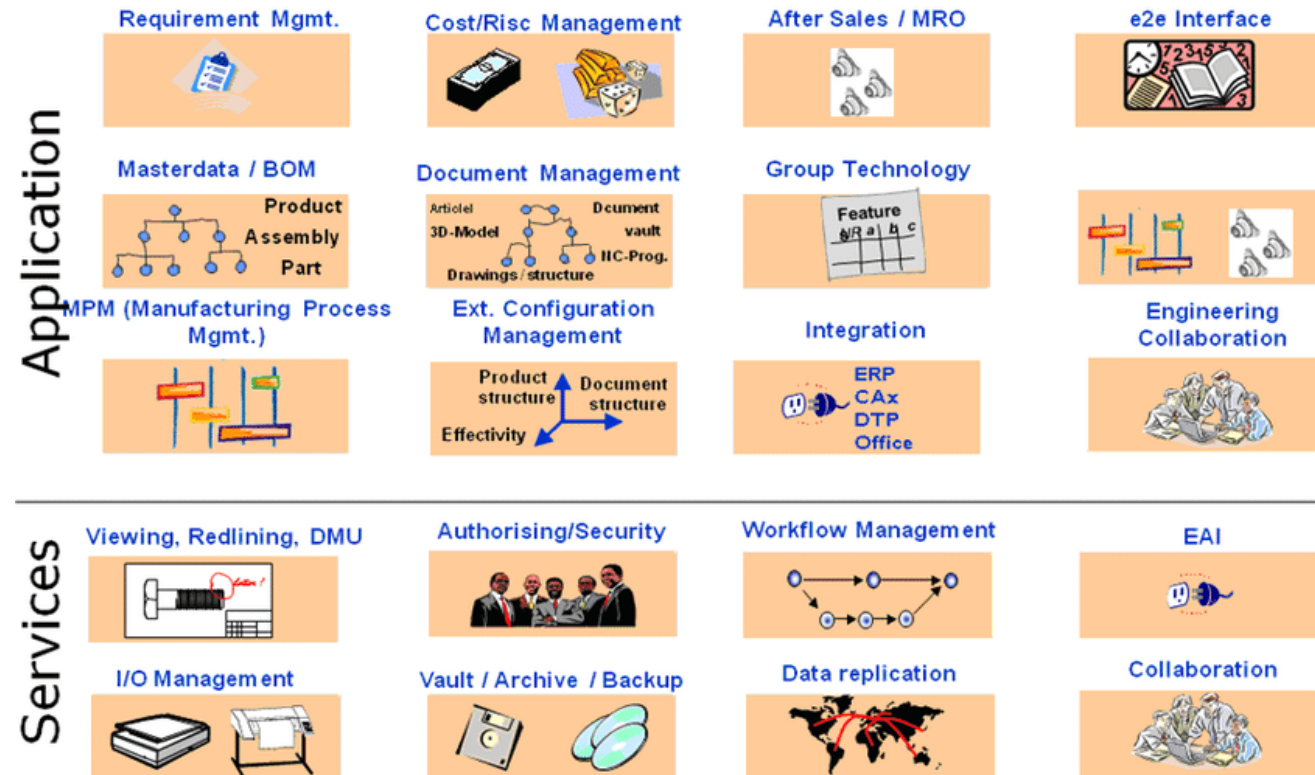 Application
Requirement Mgmt.
Cost/Risc Management
After Sales / MRO
e2e Interface
Masterdata / BOM
Product
Assembly
Part
Document Management
Articlel
3D-Model
Dcument
vault
NC-Prog.
Drawings/structure
Group Technology
Feature
a b c
MPM (Manufacturing Process
Mgmt.)
Ext. Configuration
Management
Product
structure
Document
structure
Effectivity
Integration
ERP
CAx
DTP
Office
Engineering
Collaboration
Services
Viewing, Redlining, DMU
Authorising/Security
Workflow Management
EAI
I/O Management
Vault / Archive / Backup
Data replication
Collaboration